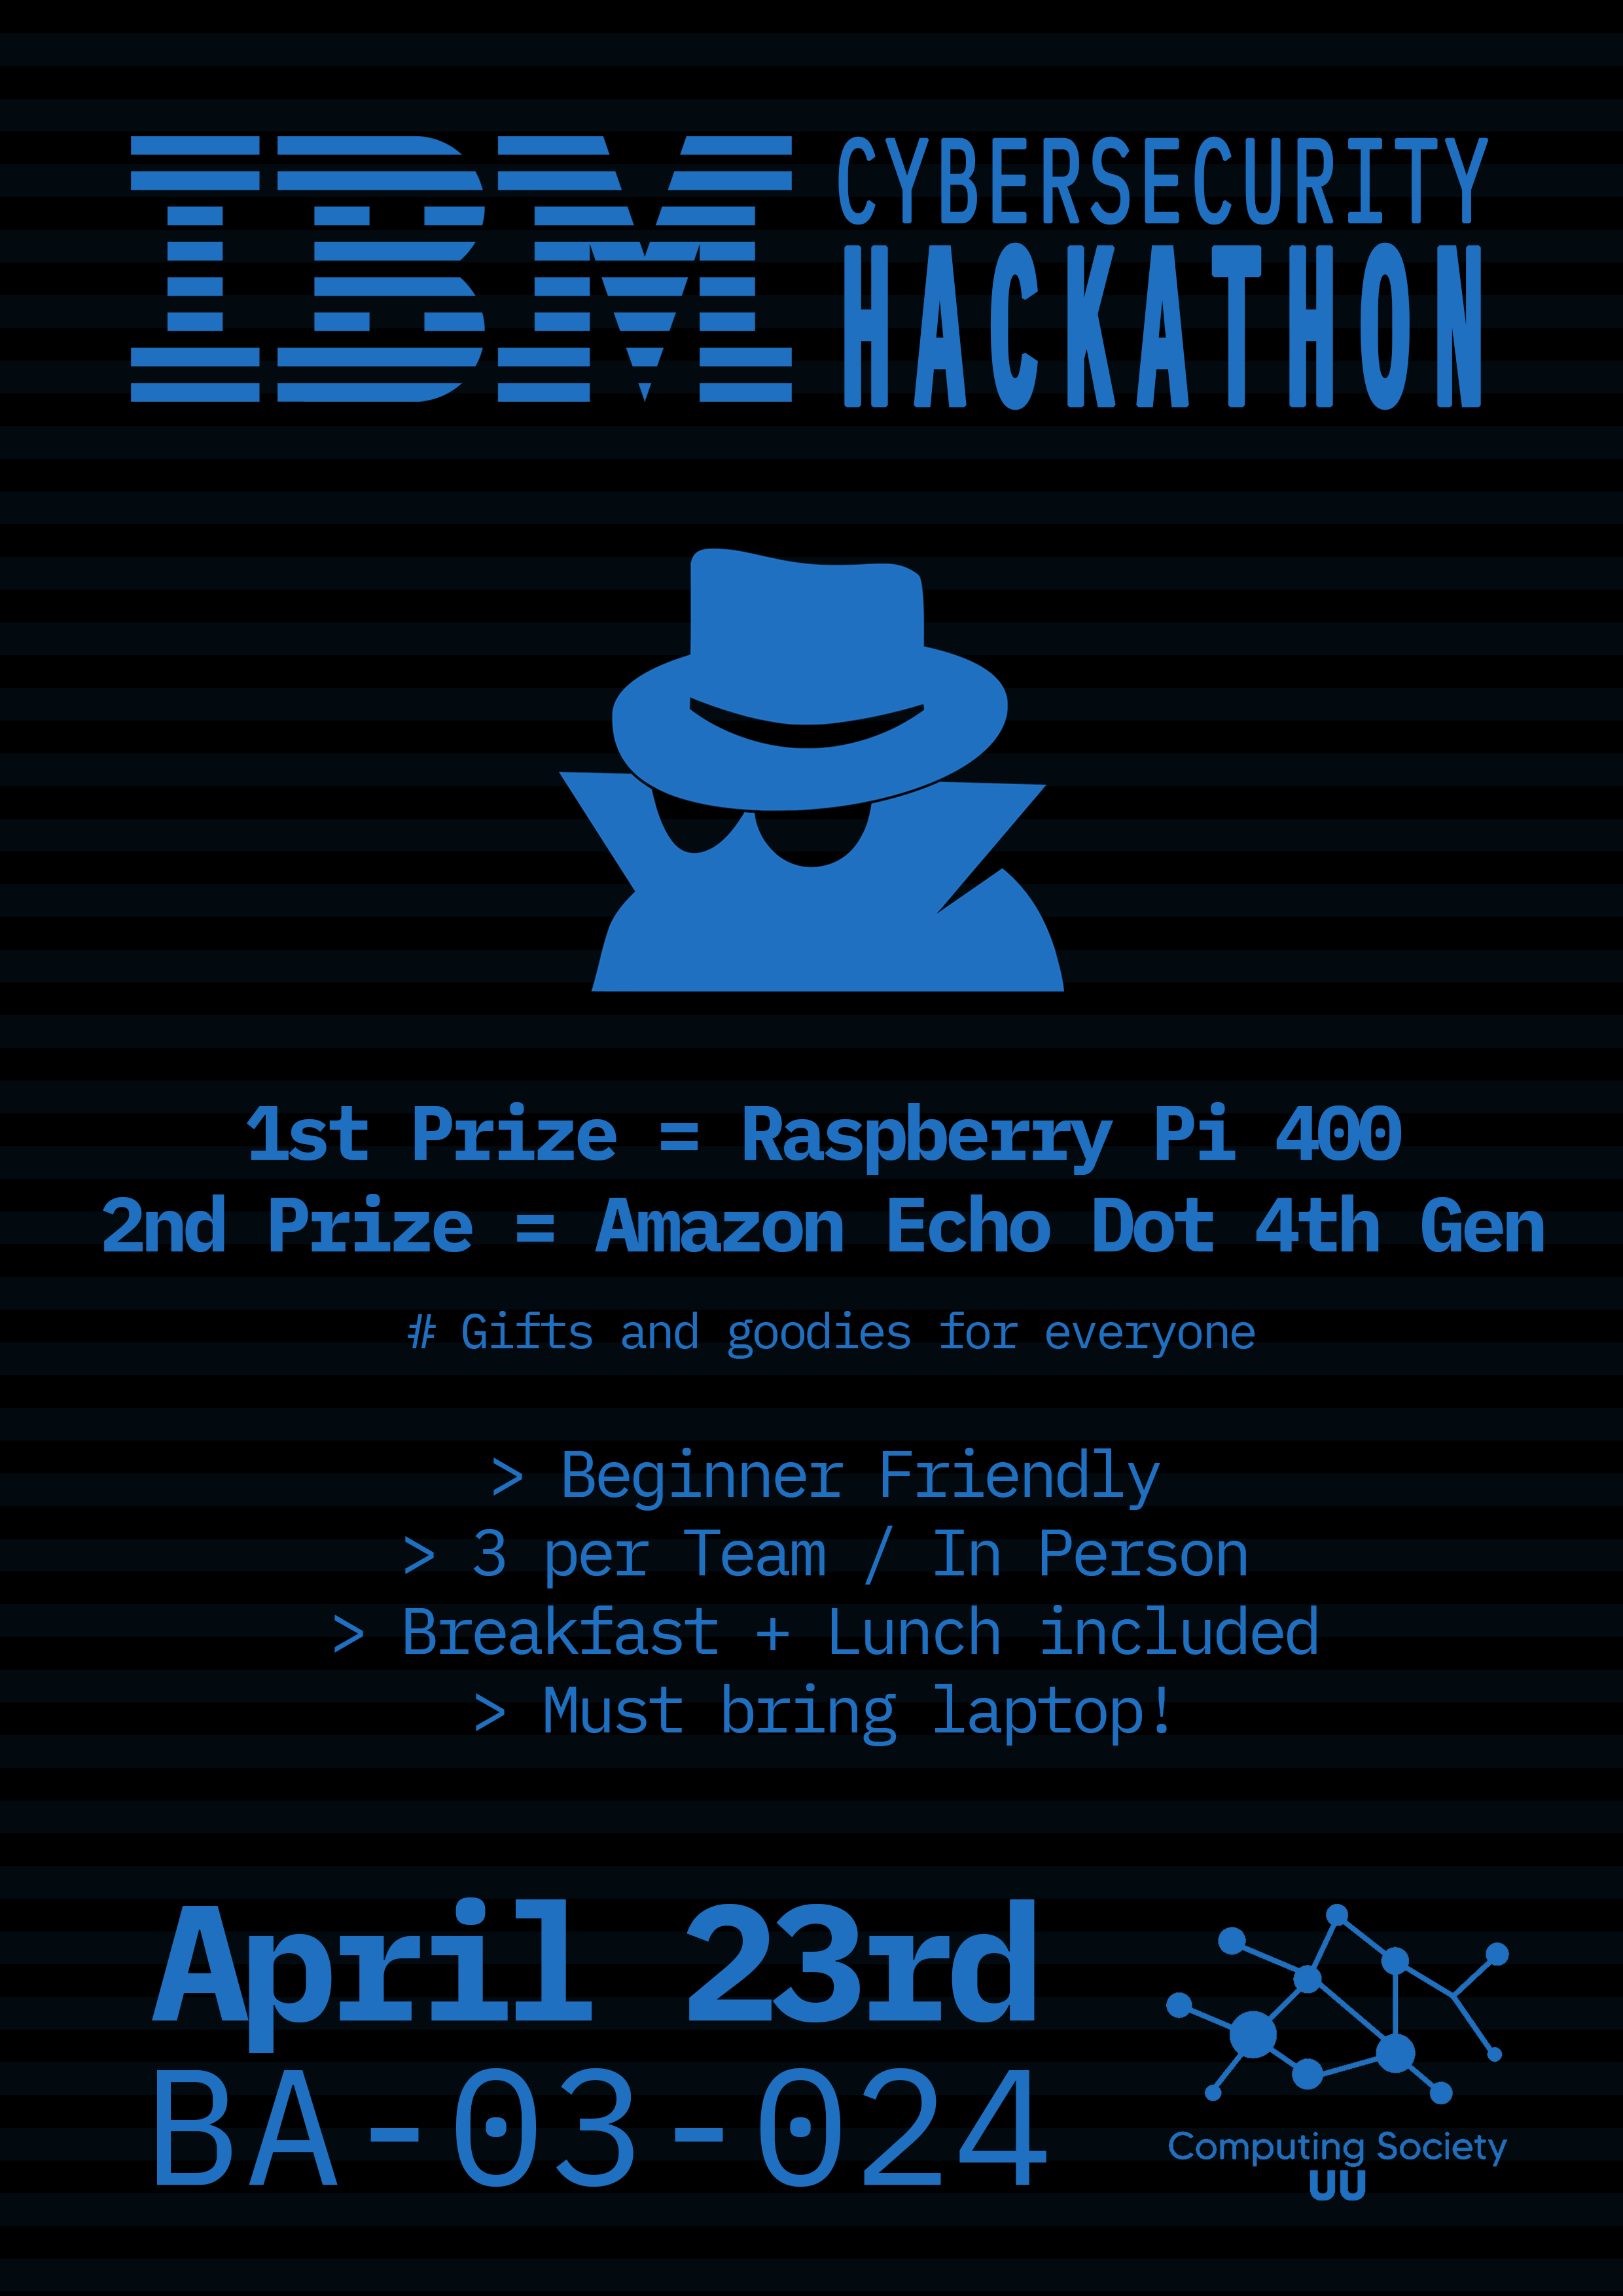 IBM CYBERSECURITY
HACKATHON
1st Prize = Raspberry Pi 400
2nd Prize = Amazon Echo Dot 4th Gen
# Gifts and goodies for everyone
> Beginner Friendly
> 3 per Team / In Person
> Breakfast + Lunch included
> Must bring laptop!
April 23rd
BA-03-024
Computing Society
UU